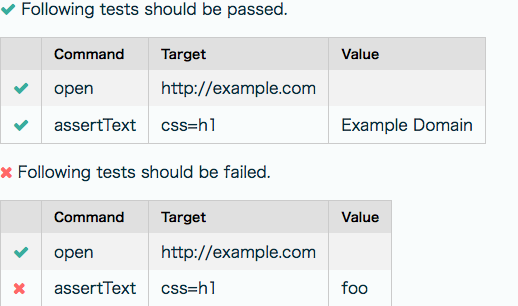 Following tests should be passed.
Command Target Value
open http://example.com
assertText css=h1 Example Domain
Following tests should be failed.
Command Target Value
open http://example.com
assertText css=h1 foo